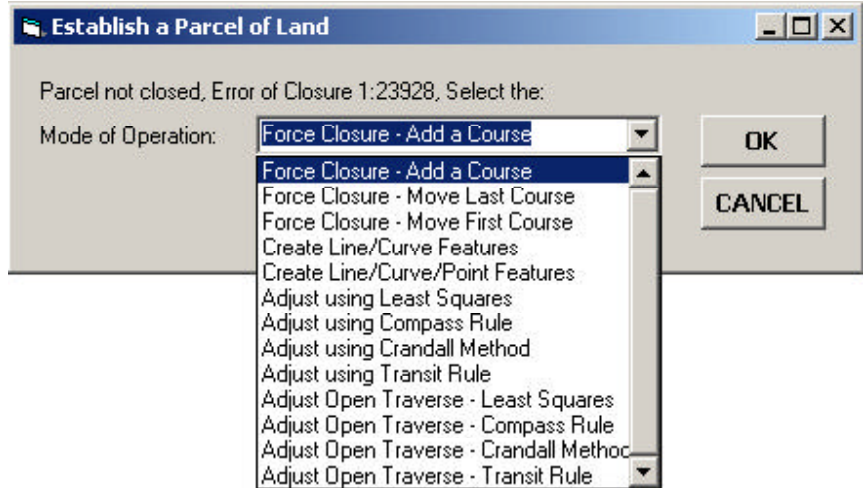 Establish a Parcel of Land
Parcel not closed, Error of Closure 1:23928, Select the:
Mode of Operation: Force Closure - Add a Course OK
Force Closure - Add a Course
Force Closure - Move Last Course CANCEL
Force Closure - Move First Course
Create Line/Curve Features
Create Line/Curve/Point Features
Adjust using Least Squares
Adjust using Compass Rule
Adjust using Crandall Method
Adjust using Transit Rule
Adjust Open Traverse - Least Squares
Adjust Open Traverse - Compass Rule
Adjust Open Traverse - Crandall Method
Adjust Open Traverse - Transit Rule